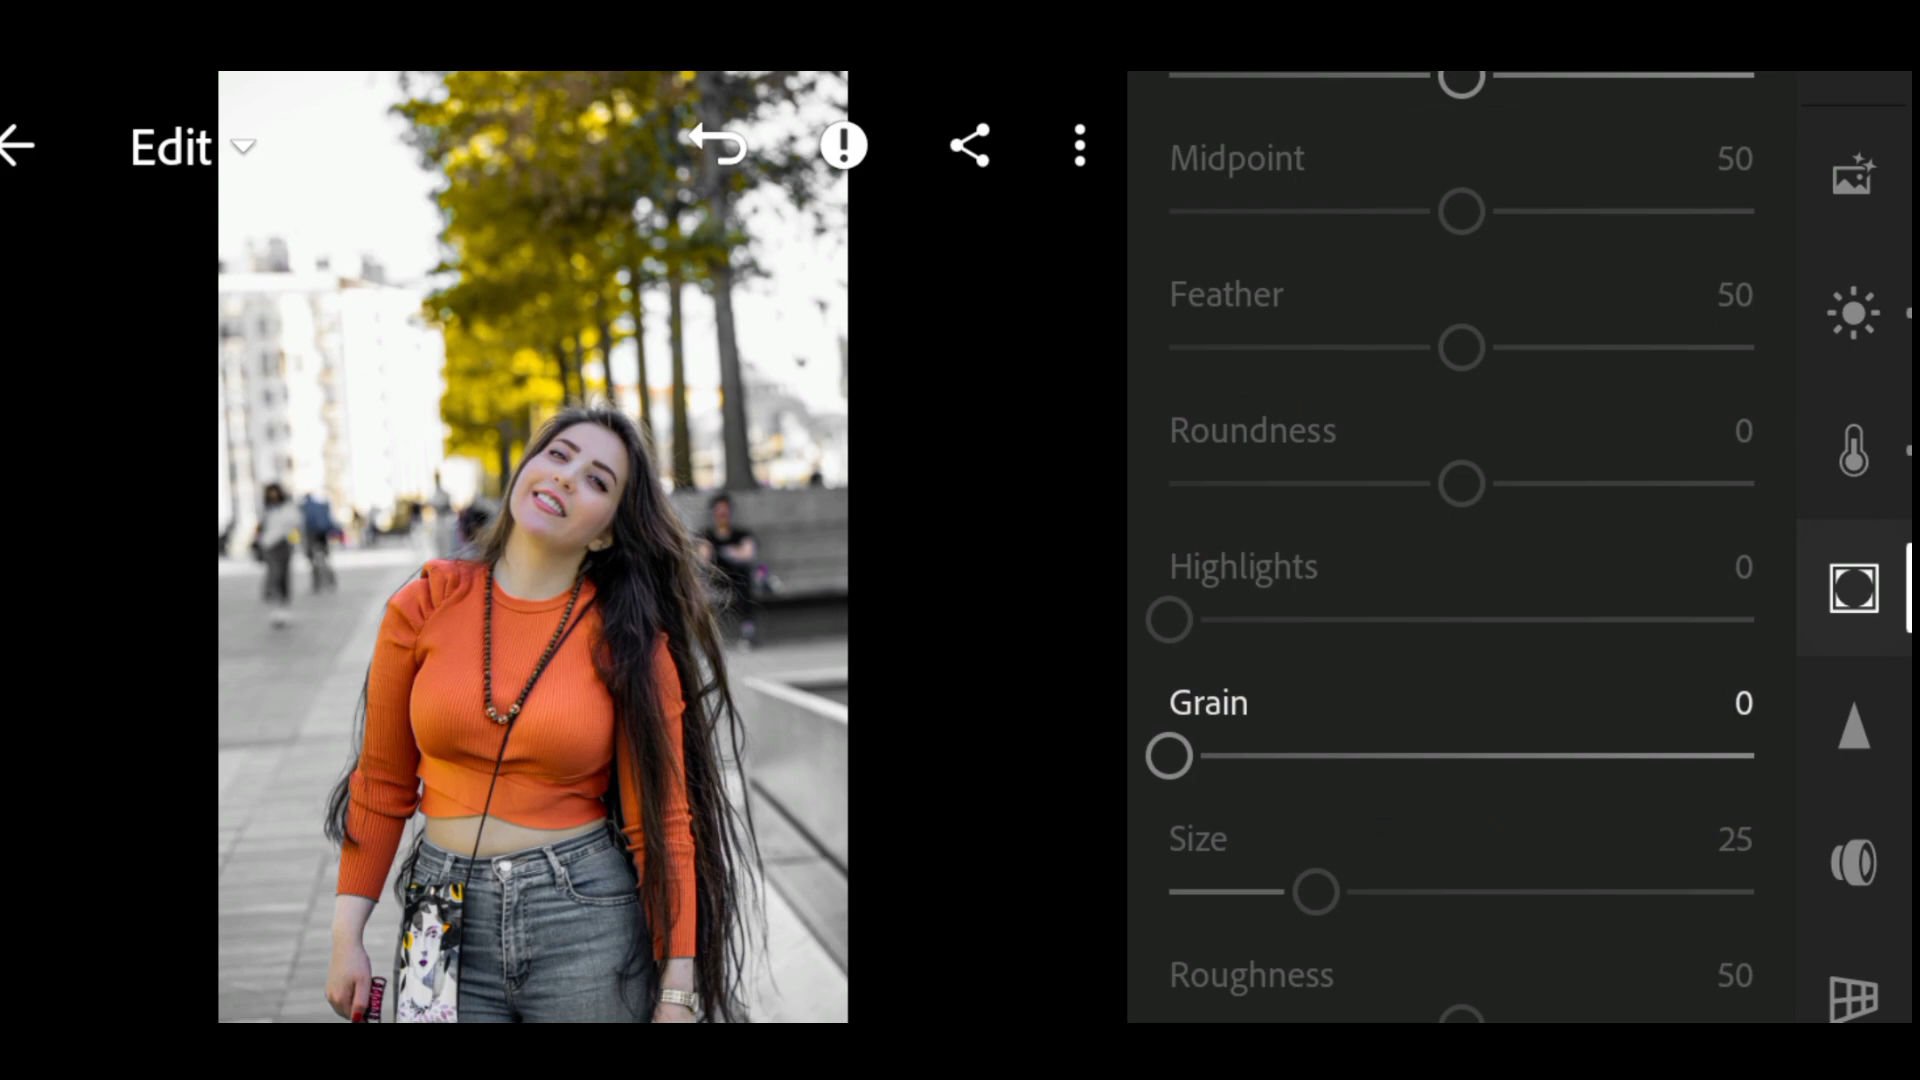 Edit
Midpoint 50
Feather 50
Roundness 0
Highlights 0
Grain 0
Size 25
Roughness 50